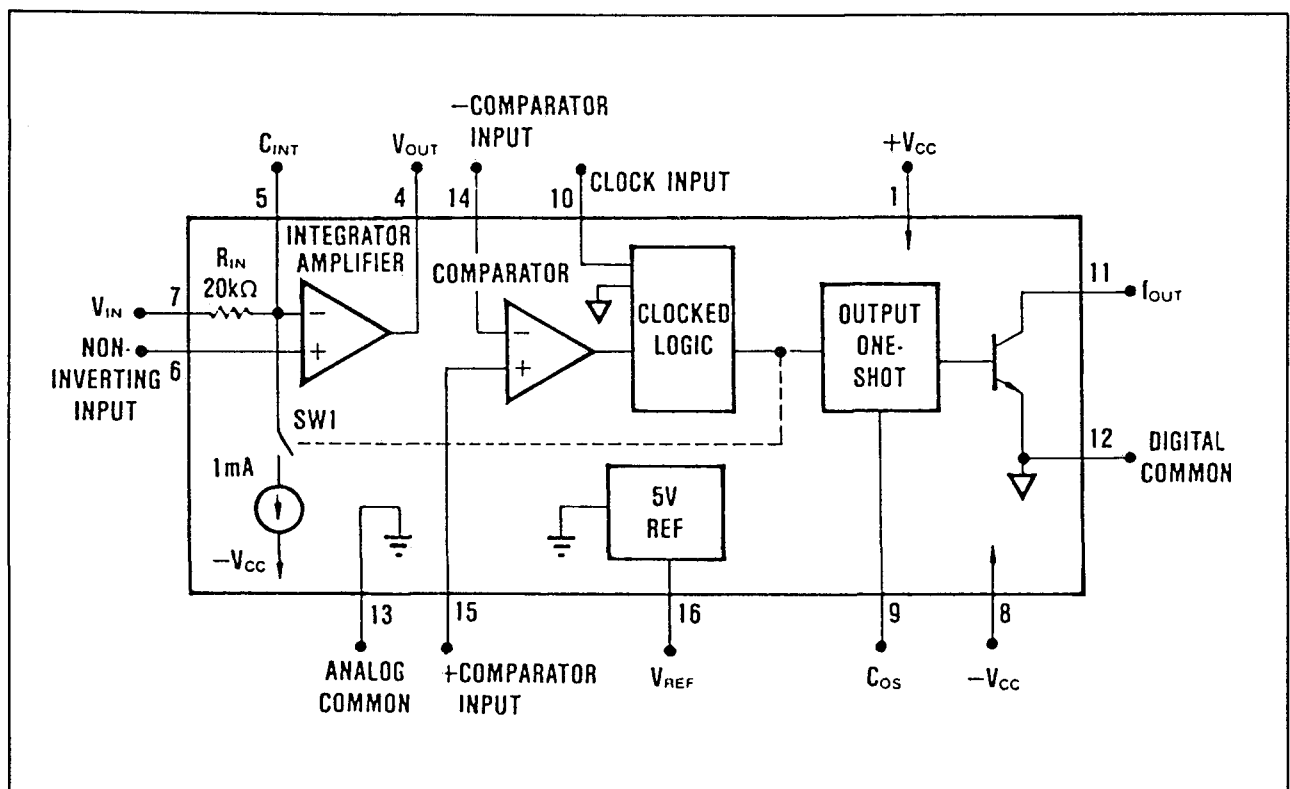 −COMPARATOR
INPUT
CINT
VOUT
+VCC
CLOCK INPUT
5
4
14
10
1
INTEGRATOR
AMPLIFIER
RIN
20kΩ
COMPARATOR
7
VIN
−
+
NON-
INVERTING
INPUT
6
−
+
CLOCKED
LOGIC
OUTPUT
ONE-
SHOT
11
fOUT
SW1
12
DIGITAL
COMMON
1mA
−VCC
5V
REF
13
15
16
9
8
ANALOG
COMMON
+COMPARATOR
INPUT
VREF
COS
−VCC